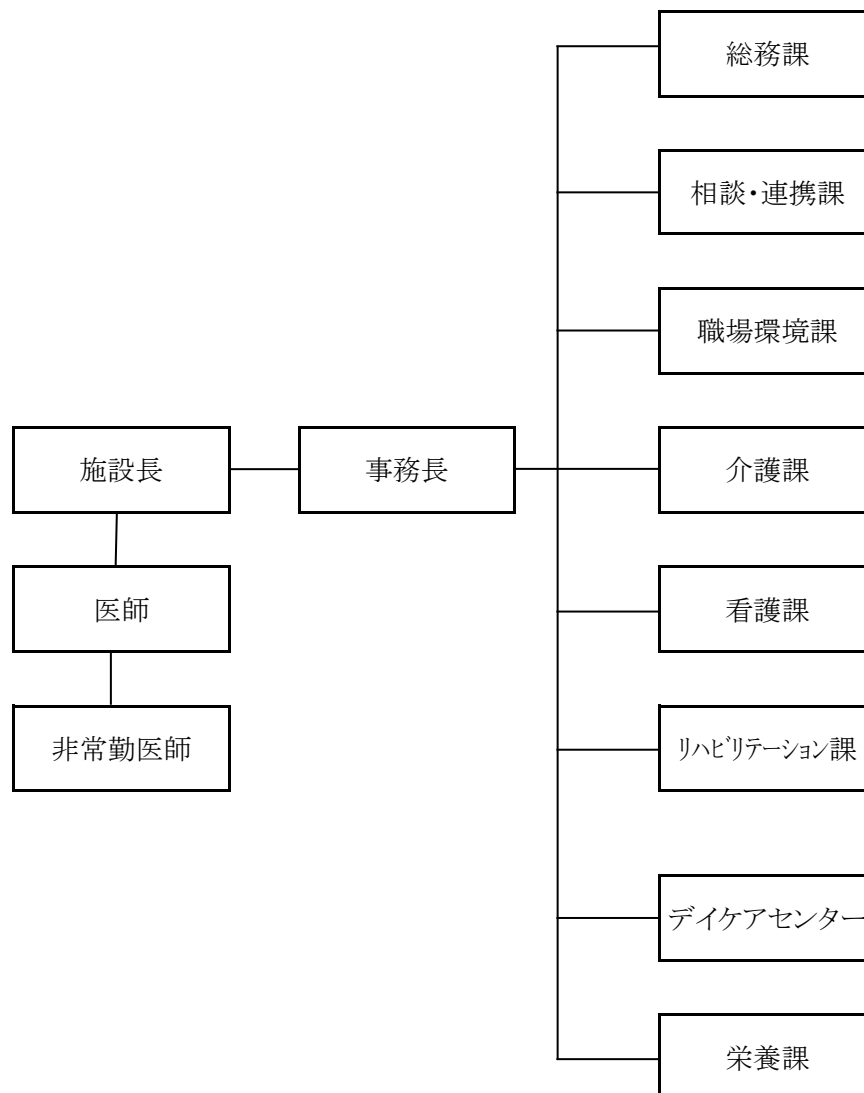 総務課
相談・連携課
職場環境課
施設長
事務長
介護課
医師
看護課
非常勤医師
リハビリテーション課
デイケアセンター
栄養課